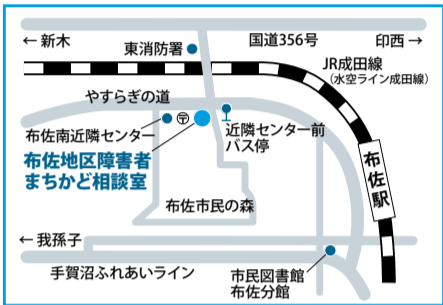 ← 新木
国道356号
印西 →
東消防署
JR成田線
（水空ライン成田線）
やすらぎの道
布佐南近隣センター
〶
近隣センター前
バス停
布佐地区障害者
まちかど相談室
布佐駅
布佐市民の森
← 我孫子
手賀沼ふれあいライン
市民図書館
布佐分館